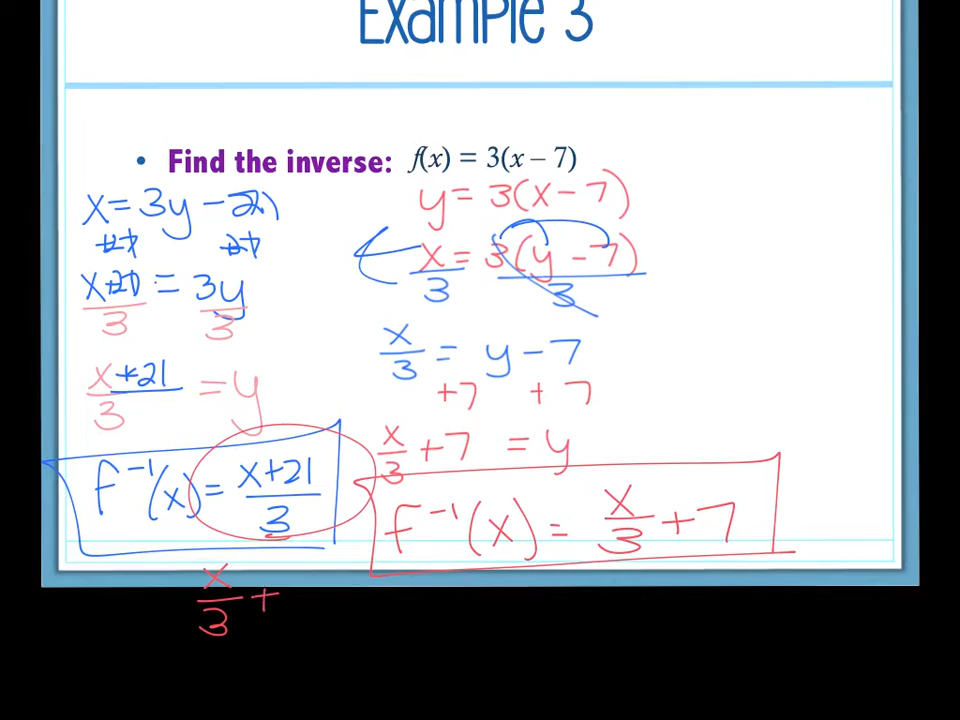 Example 3
• Find the inverse: f(x) = 3(x – 7)
y = 3(x - 7)
x = 3(y - 7)
3 3
x/3 = y - 7
+7 +7
x/3 + 7 = y
f⁻¹(x) = x/3 + 7
x = 3y - 21
+21 +21
x+21 = 3y
3 3
x+21/3 = y
f⁻¹(x) = x+21/3
x/3 +